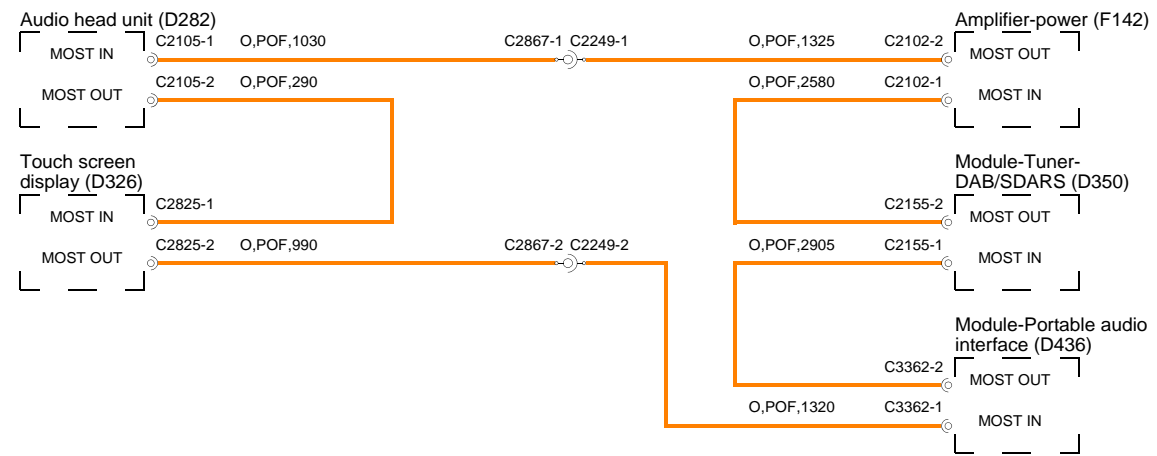 Audio head unit (D282)
Amplifier-power (F142)
MOST IN
C2105-1
O,POF,1030
C2867-1
C2249-1
O,POF,1325
C2102-2
MOST OUT
MOST OUT
C2105-2
O,POF,290
O,POF,2580
C2102-1
MOST IN
Touch screen
display (D326)
Module-Tuner-
DAB/SDARS (D350)
MOST IN
C2825-1
C2155-2
MOST OUT
MOST OUT
C2825-2
O,POF,990
C2867-2
C2249-2
O,POF,2905
C2155-1
MOST IN
Module-Portable audio
interface (D436)
C3362-2
MOST OUT
O,POF,1320
C3362-1
MOST IN